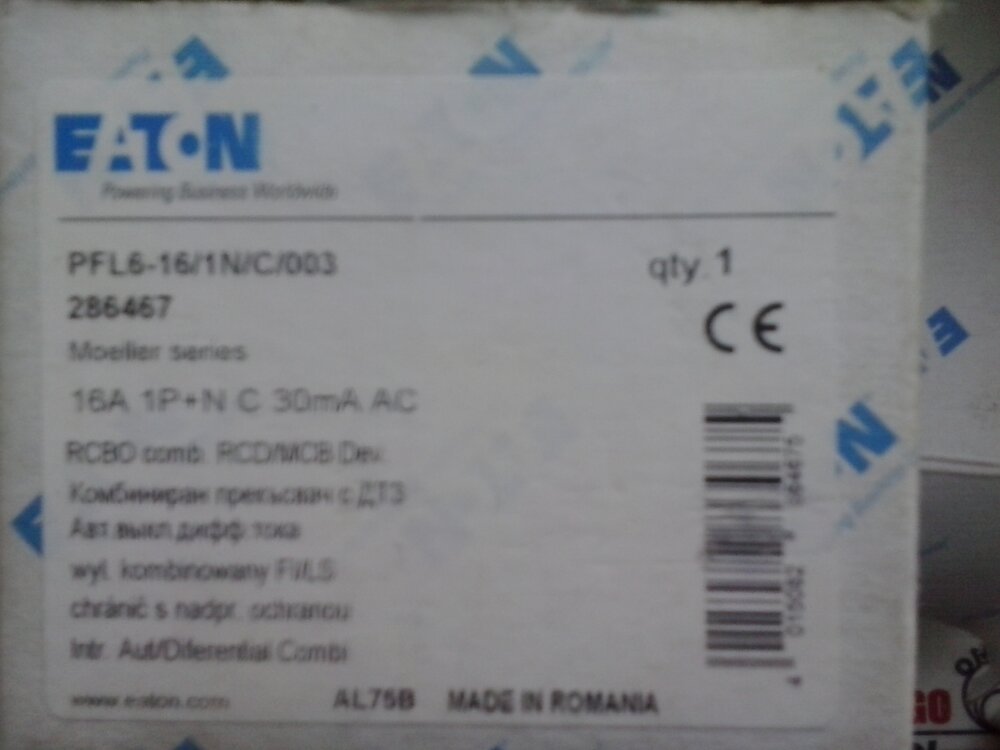 EATON
Powering Business Worldwide
PFL6-16/1N/C/003
qty. 1
286467
CE
Moeller series
16A 1P+N C 30mA AC
RCBO comb. RCD/MCB Dev.
Комбиниран прекъсвач с ДТЗ
Авт.выкл.дифф.тока
wył. kombinowany FI/LS
chránič s nadpr. ochranou
Intr. Aut/Diferential Combi
www.eaton.com
AL75B
MADE IN ROMANIA